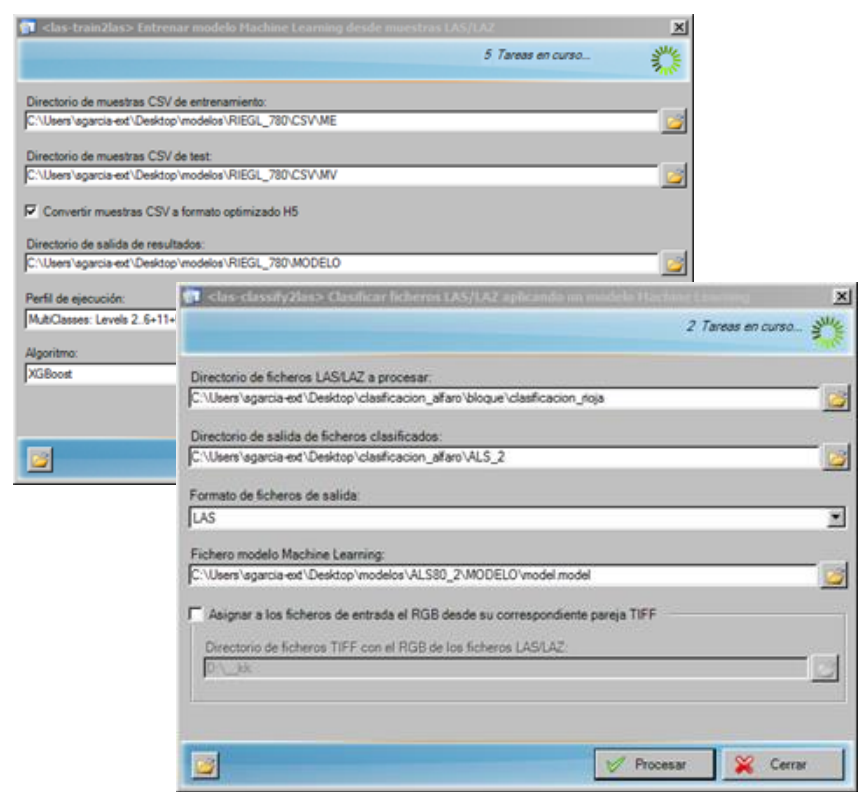 <las-train2las> Entrenar modelo Machine Learning desde muestras LAS/LAZ
5 Tareas en curso...
Directorio de muestras CSV de entrenamiento:
C:\Users\agarcia-ext\Desktop\modelos\RIEGL_780\CSV\ME
Directorio de muestras CSV de test:
C:\Users\agarcia-ext\Desktop\modelos\RIEGL_780\CSV\MV
Convertir muestras CSV a formato optimizado H5
Directorio de salida de resultados:
C:\Users\agarcia-ext\Desktop\modelos\RIEGL_780\MODELO
Perfil de ejecución:
MultiClasses: Levels 2..6+11+
Algoritmo:
XGBoost
<las-classify2las> Clasificar ficheros LAS/LAZ aplicando un modelo Machine Learning
2 Tareas en curso...
Directorio de ficheros LAS\LAZ a procesar:
C:\Users\agarcia-ext\Desktop\clasificacion_alfaro\bloque\clasificacion_rioja
Directorio de salida de ficheros clasificados:
C:\Users\agarcia-ext\Desktop\clasificacion_alfaro\ALS_2
Formato de ficheros de salida:
LAS
Fichero modelo Machine Learning:
C:\Users\agarcia-ext\Desktop\modelos\ALS80_2\MODELO\model.model
Asignar a los ficheros de entrada el RGB desde su correspondiente pareja TIFF
Directorio de ficheros TIFF con el RGB de los ficheros LAS\LAZ:
D:\__kk
Procesar
Cerrar